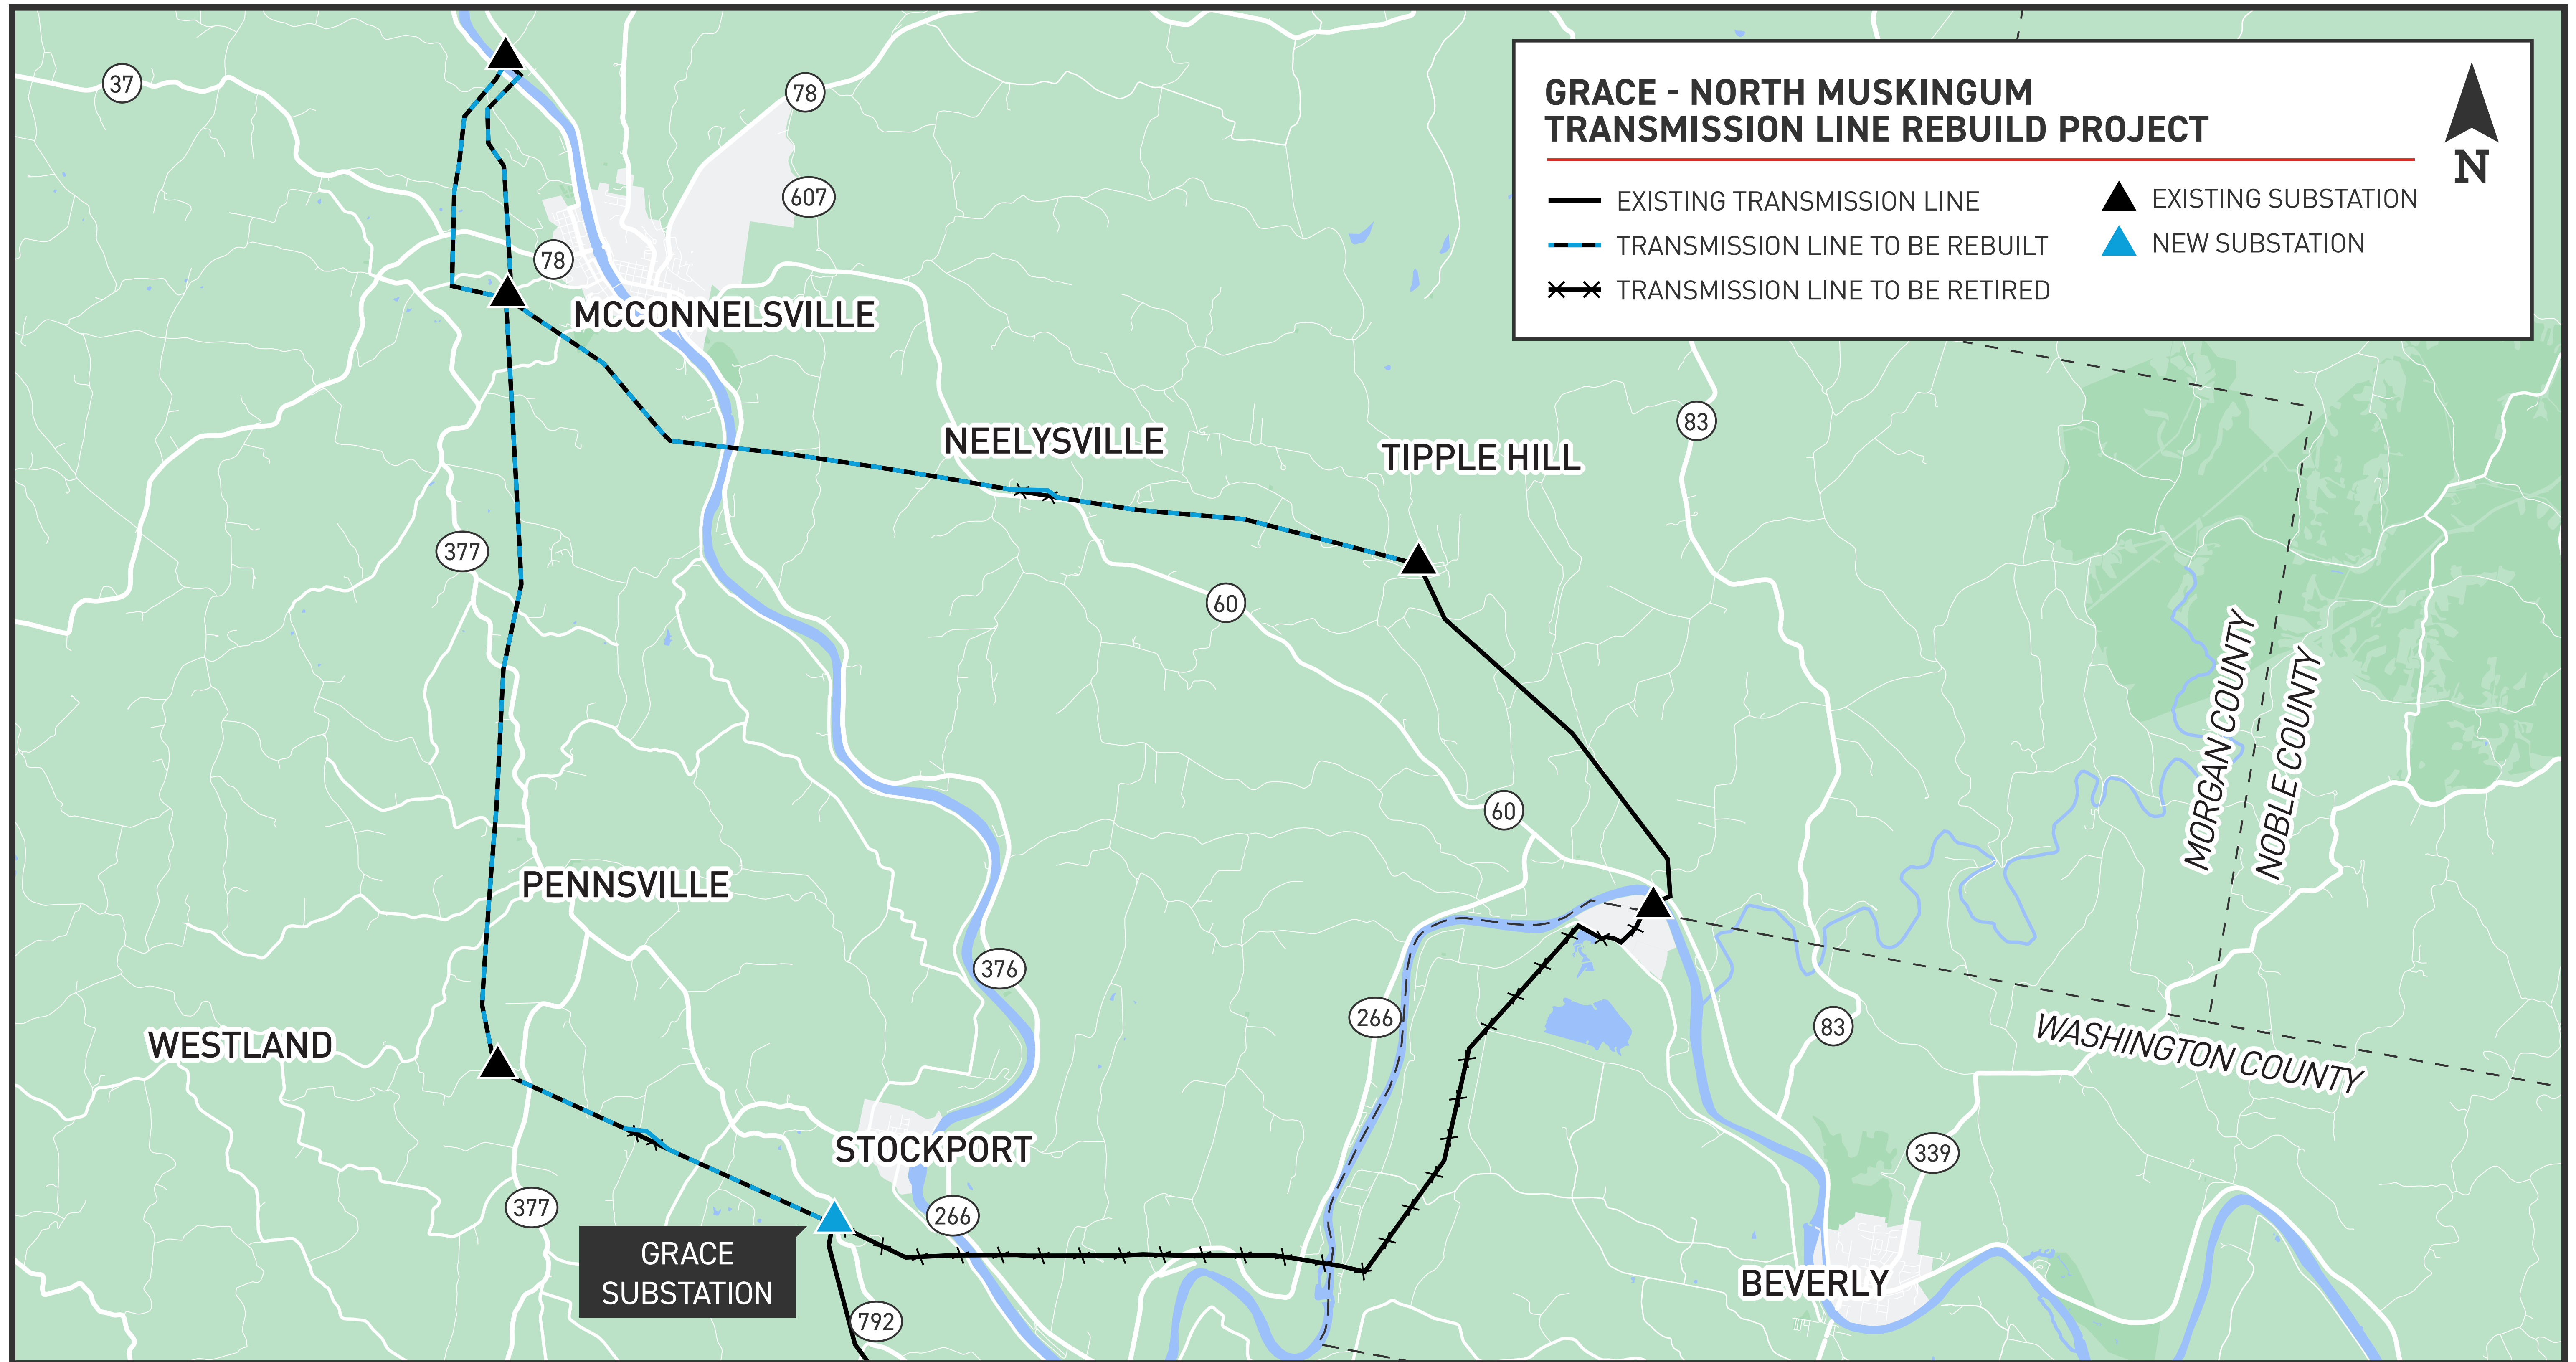 GRACE - NORTH MUSKINGUM
TRANSMISSION LINE REBUILD PROJECT
N
EXISTING TRANSMISSION LINE
TRANSMISSION LINE TO BE REBUILT
TRANSMISSION LINE TO BE RETIRED
EXISTING SUBSTATION
NEW SUBSTATION
37
78
607
78
MCCONNELSVILLE
NEELYSVILLE
TIPPLE HILL
83
377
60
MORGAN COUNTY
NOBLE COUNTY
60
PENNSVILLE
376
266
83
WASHINGTON COUNTY
WESTLAND
STOCKPORT
339
377
266
GRACE
SUBSTATION
BEVERLY
792